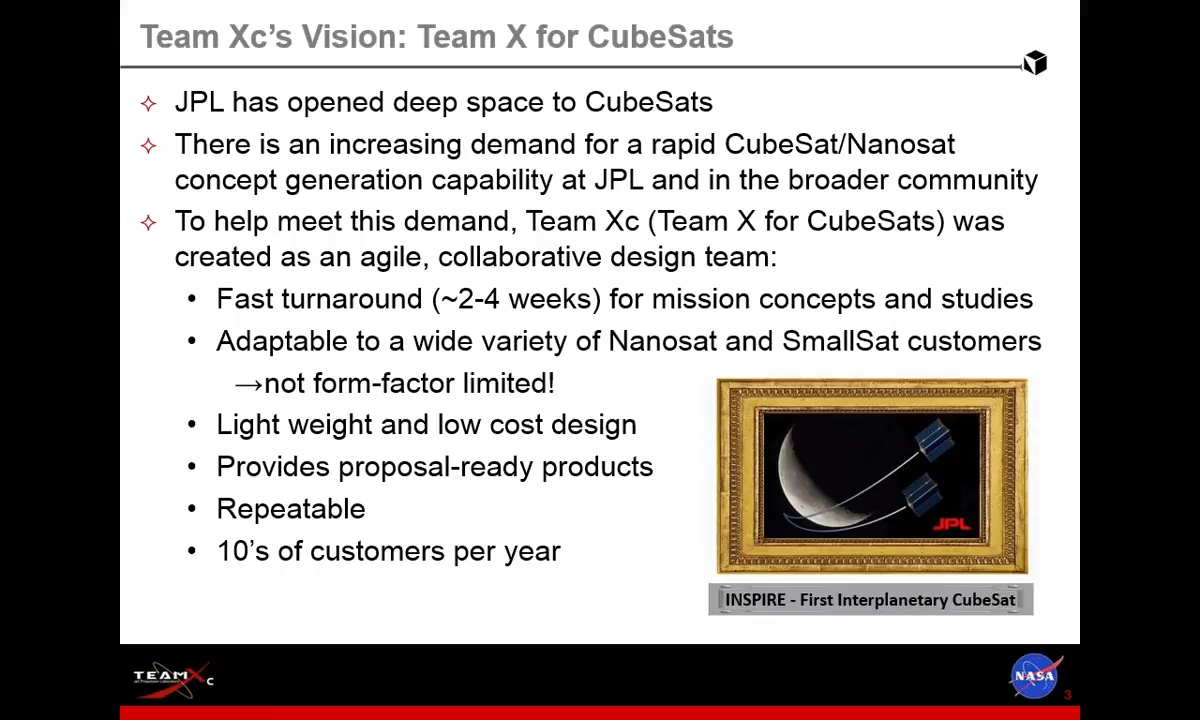 Team Xc's Vision: Team X for CubeSats
JPL has opened deep space to CubeSats
There is an increasing demand for a rapid CubeSat/Nanosat
concept generation capability at JPL and in the broader community
To help meet this demand, Team Xc (Team X for CubeSats) was
created as an agile, collaborative design team:
• Fast turnaround (~2-4 weeks) for mission concepts and studies
• Adaptable to a wide variety of Nanosat and SmallSat customers
→not form-factor limited!
• Light weight and low cost design
• Provides proposal-ready products
• Repeatable
• 10's of customers per year
JPL
INSPIRE - First Interplanetary CubeSat
TEAM X c
NASA
3